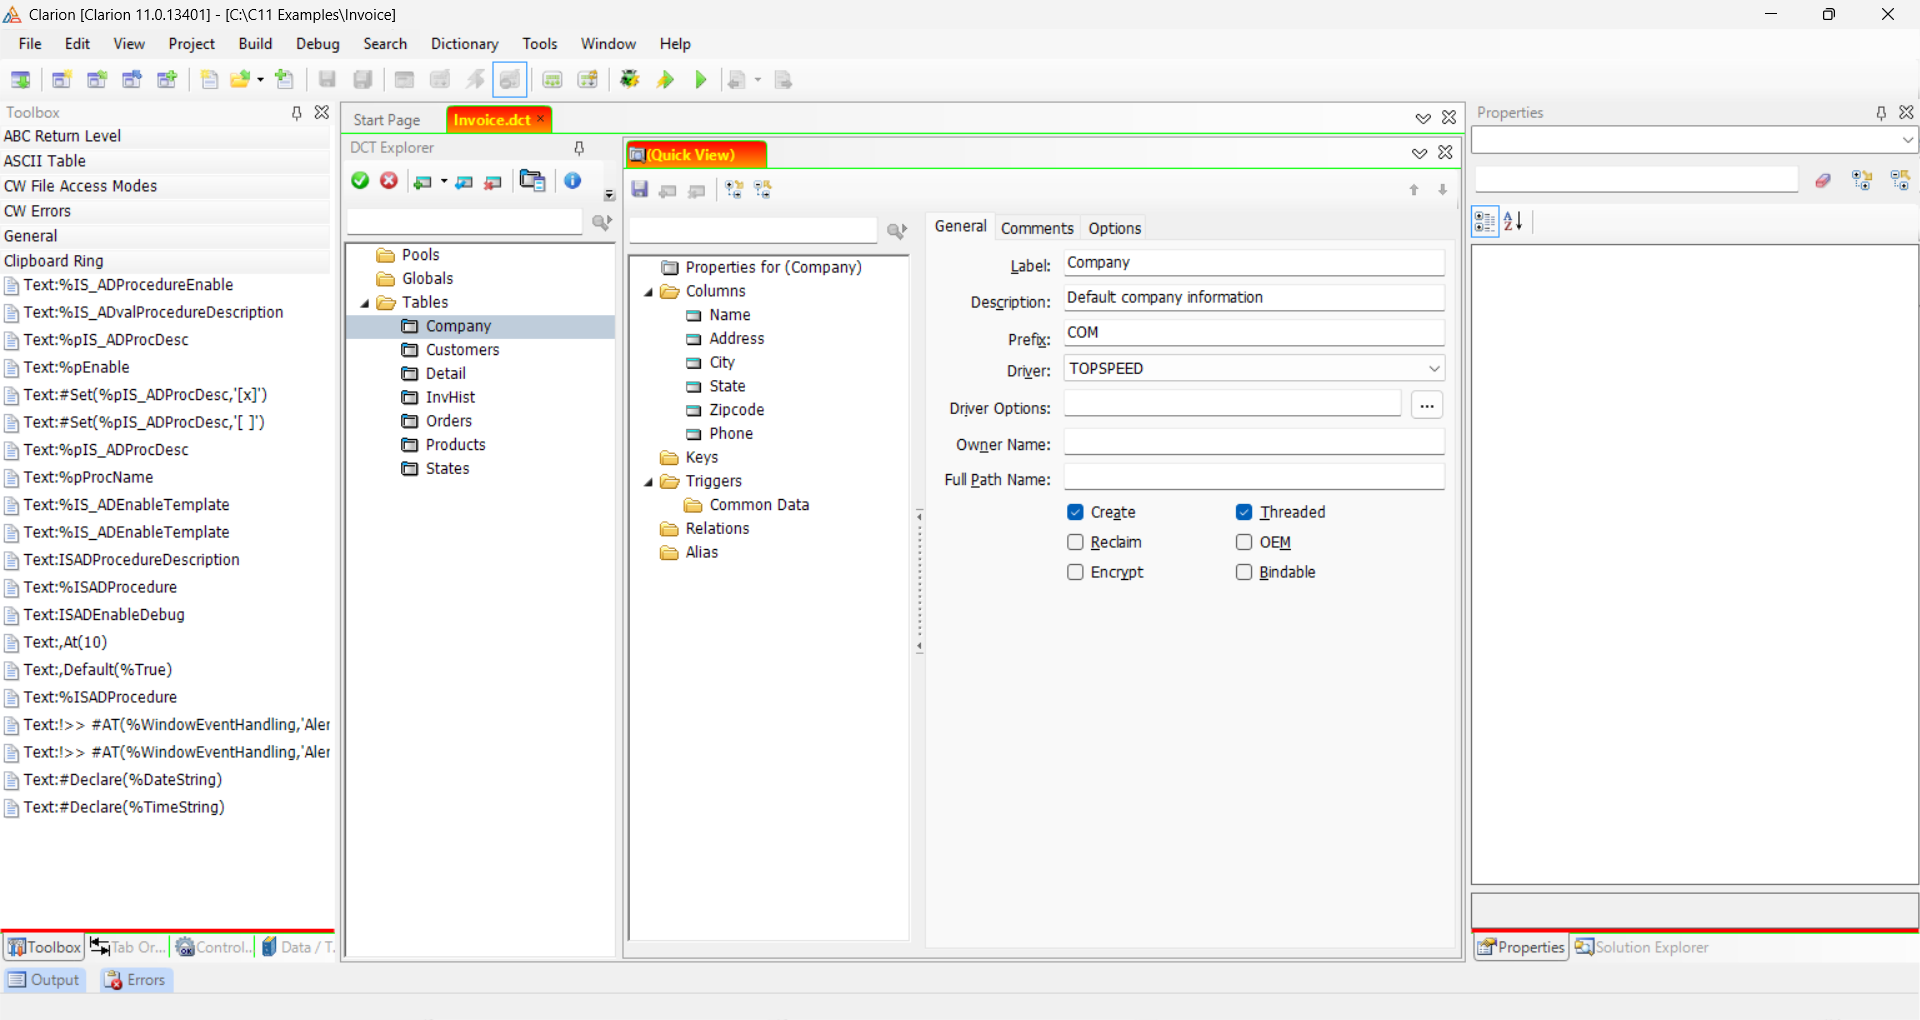 Clarion [Clarion 11.0.13401] - [C:\C11 Examples\Invoice]
File Edit View Project Build Debug Search Dictionary Tools Window Help
Toolbox
ABC Return Level
ASCII Table
CW File Access Modes
CW Errors
General
Clipboard Ring
Text:%IS_ADProcedureEnable
Text:%IS_ADvalProcedureDescription
Text:%pIS_ADProcDesc
Text:%pEnable
Text:#Set(%pIS_ADProcDesc,'[x]')
Text:#Set(%pIS_ADProcDesc,'[ ]')
Text:%pIS_ADProcDesc
Text:%pProcName
Text:%IS_ADEnableTemplate
Text:%IS_ADEnableTemplate
Text:ISADProcedureDescription
Text:%ISADProcedure
Text:ISADEnableDebug
Text:,At(10)
Text:,Default(%True)
Text:%ISADProcedure
Text:!>> #AT(%WindowEventHandling,'Aler
Text:!>> #AT(%WindowEventHandling,'Aler
Text:#Declare(%DateString)
Text:#Declare(%TimeString)
Toolbox Tab Or... Control... Data / T.
Output Errors
Start Page Invoice.dct
DCT Explorer
Pools
Globals
Tables
Company
Customers
Detail
InvHist
Orders
Products
States
(Quick View)
Properties for (Company)
Columns
Name
Address
City
State
Zipcode
Phone
Keys
Triggers
Common Data
Relations
Alias
General Comments Options
Label: Company
Description: Default company information
Prefix: COM
Driver: TOPSPEED
Driver Options: ...
Owner Name:
Full Path Name:
Create Threaded
Reclaim OEM
Encrypt Bindable
Properties
Properties Solution Explorer